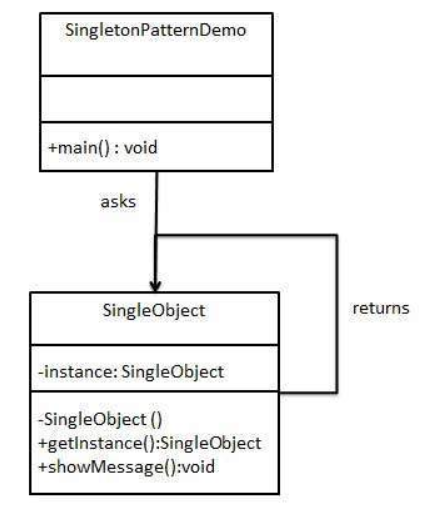 SingletonPatternDemo
+main() : void
asks
returns
SingleObject
-instance: SingleObject
-SingleObject ()
+getInstance():SingleObject
+showMessage():void